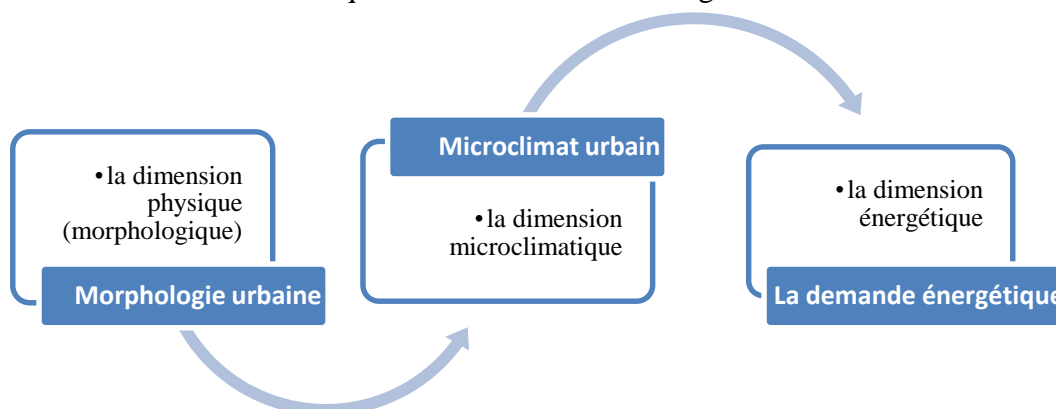 •la dimension
physique
(morphologique)
Morphologie urbaine
Microclimat urbain
•la dimension
microclimatique
•la dimension
énergétique
La demande énergétique